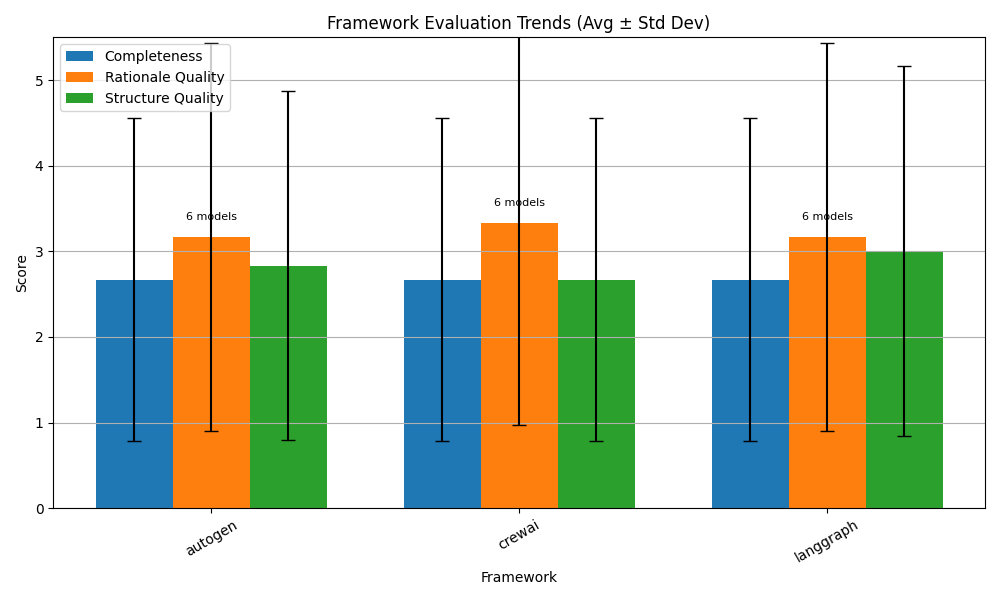 Framework Evaluation Trends (Avg ± Std Dev)
Completeness
Rationale Quality
Structure Quality
Score
5
4
3
2
1
0
6 models
6 models
6 models
autogen
crewai
langgraph
Framework